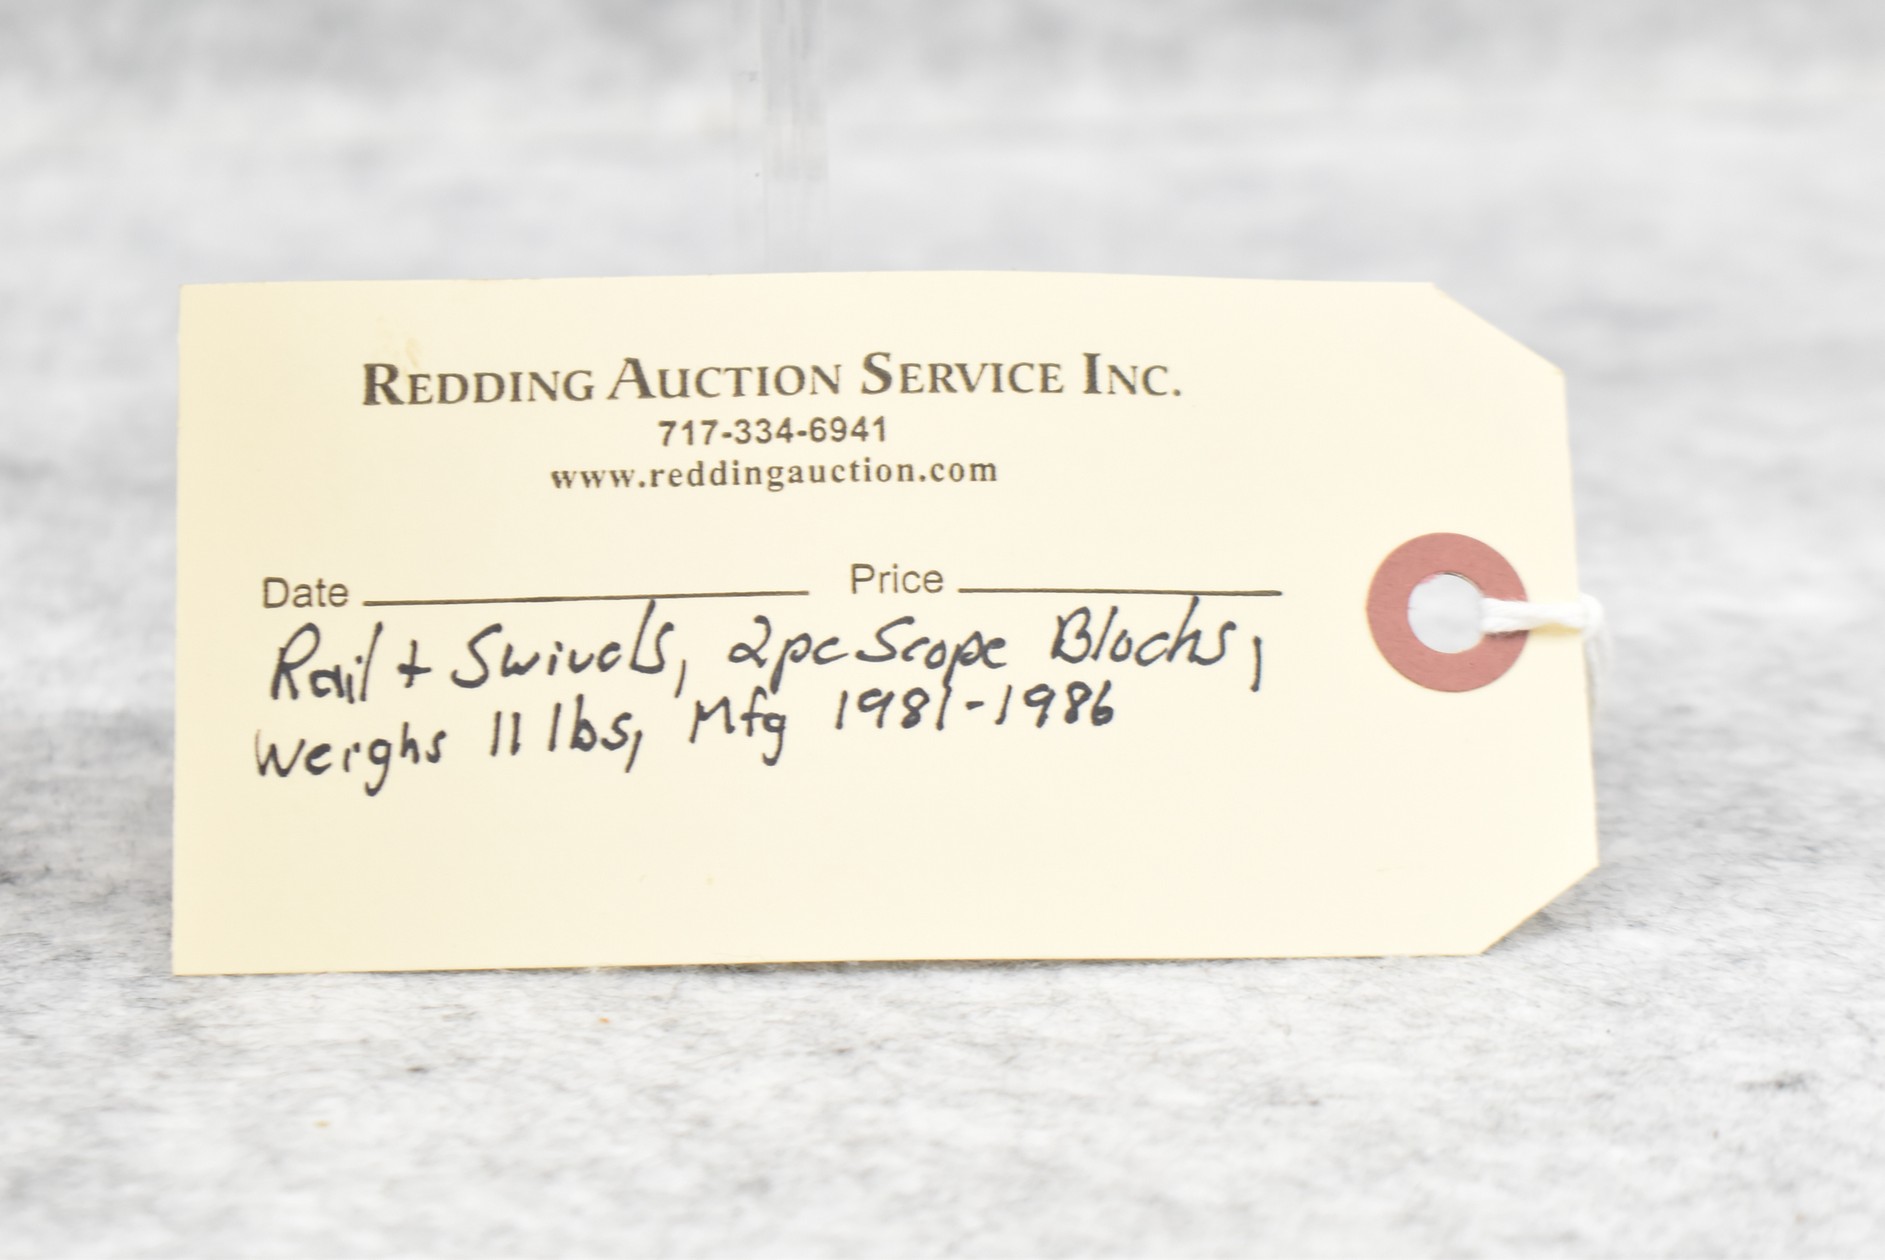 REDDING AUCTION SERVICE INC.
717-334-6941
www.reddingauction.com
Date Price
Rail + Swivels, 2pc Scope Blocks,
Weighs 11 lbs, Mfg 1981-1986